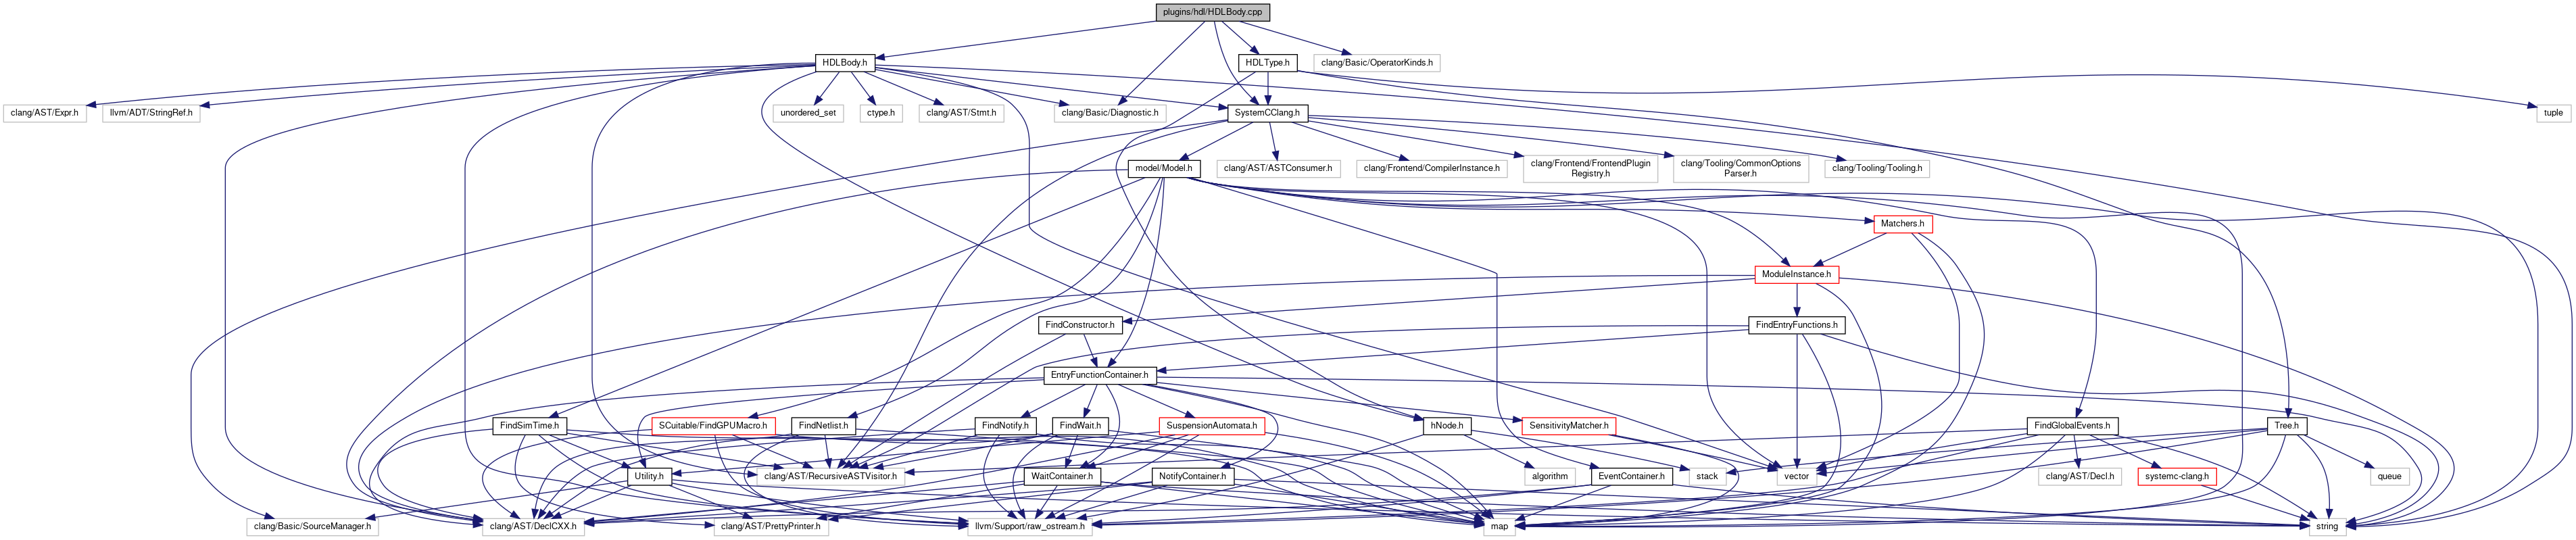 plugins/hdl/HDLBody.cpp
HDLBody.h
HDLType.h
clang/Basic/OperatorKinds.h
clang/AST/Expr.h
llvm/ADT/StringRef.h
unordered_set
ctype.h
clang/AST/Stmt.h
clang/Basic/Diagnostic.h
SystemCClang.h
tuple
model/Model.h
clang/AST/ASTConsumer.h
clang/Frontend/CompilerInstance.h
clang/Frontend/FrontendPlugin
Registry.h
clang/Tooling/CommonOptions
Parser.h
clang/Tooling/Tooling.h
Matchers.h
ModuleInstance.h
FindConstructor.h
FindEntryFunctions.h
EntryFunctionContainer.h
FindSimTime.h
SCuitable/FindGPUMacro.h
FindNetlist.h
FindNotify.h
FindWait.h
SuspensionAutomata.h
hNode.h
SensitivityMatcher.h
FindGlobalEvents.h
Tree.h
Utility.h
clang/AST/RecursiveASTVisitor.h
WaitContainer.h
NotifyContainer.h
algorithm
EventContainer.h
stack
vector
clang/AST/Decl.h
systemc-clang.h
queue
clang/Basic/SourceManager.h
clang/AST/DeclCXX.h
clang/AST/PrettyPrinter.h
llvm/Support/raw_ostream.h
map
string